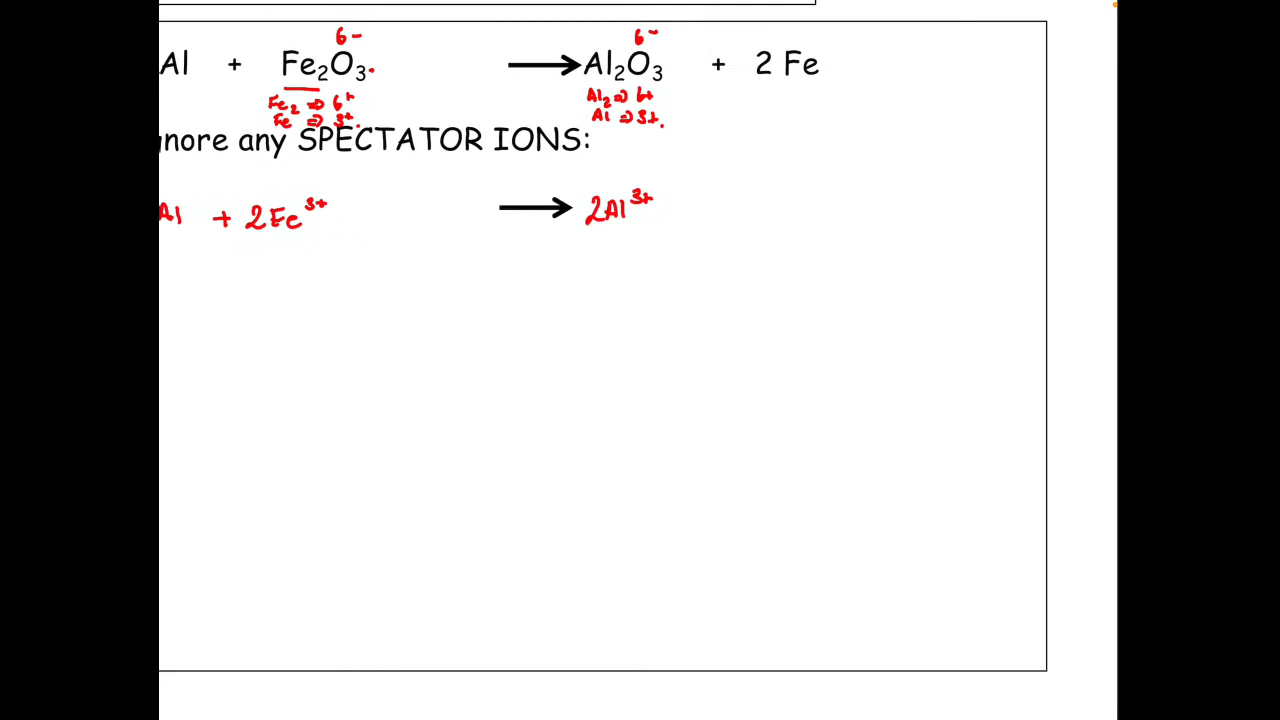 6- 6-
Al + Fe₂O₃. ⟶ Al₂O₃ + 2 Fe
Fe₂ ⇒ 6⁺ Al₂ ⇒ 6+
Fe ⇒ 3⁺. Al ⇒ 3+.
gnore any SPECTATOR IONS:
Al + 2Fe³⁺ ⟶ 2Al³⁺